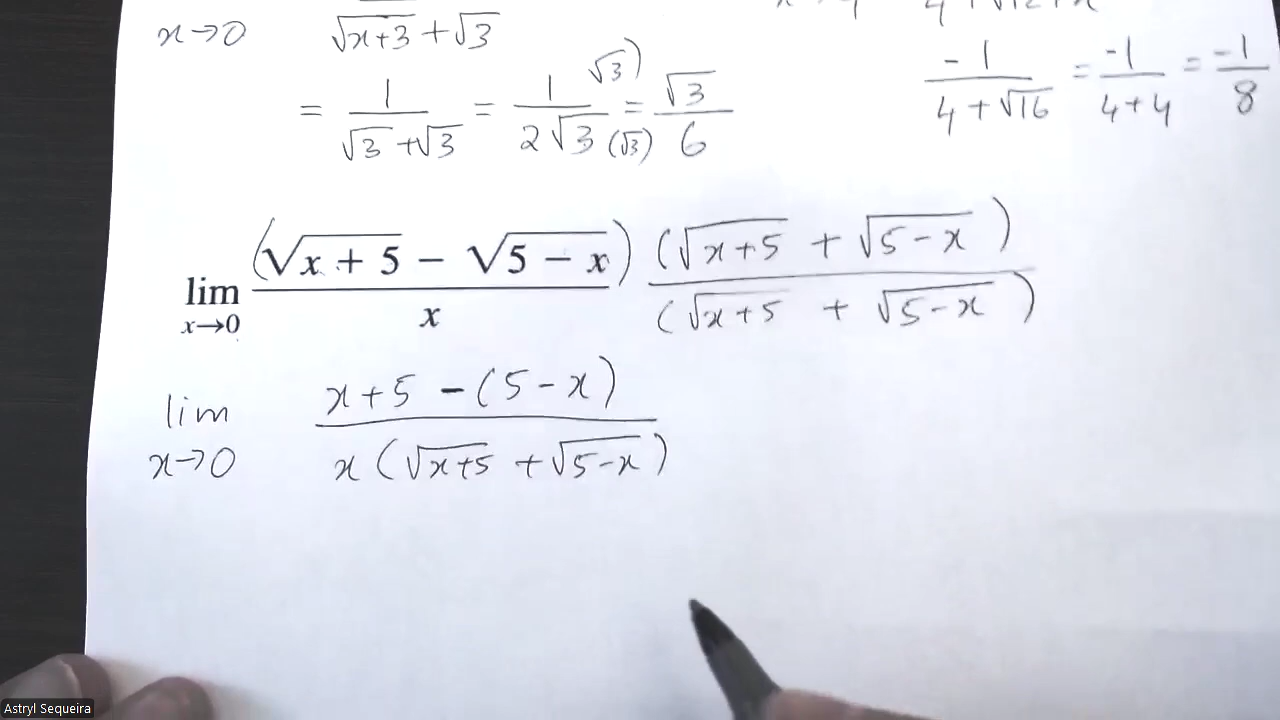 x→0 √x+3 + √3
= 1/(√3 + √3) = 1/(2√3) √3)/(√3) = √3/6
-1/(4 + √16) = -1/(4+4) = -1/8
lim x→0 (√x + 5 − √5 − x)/x (√x+5 + √5-x)/(√x+5 + √5-x)
lim x→0 (x+5 -(5-x))/(x(√x+5 + √5-x))
Astryl Sequeira